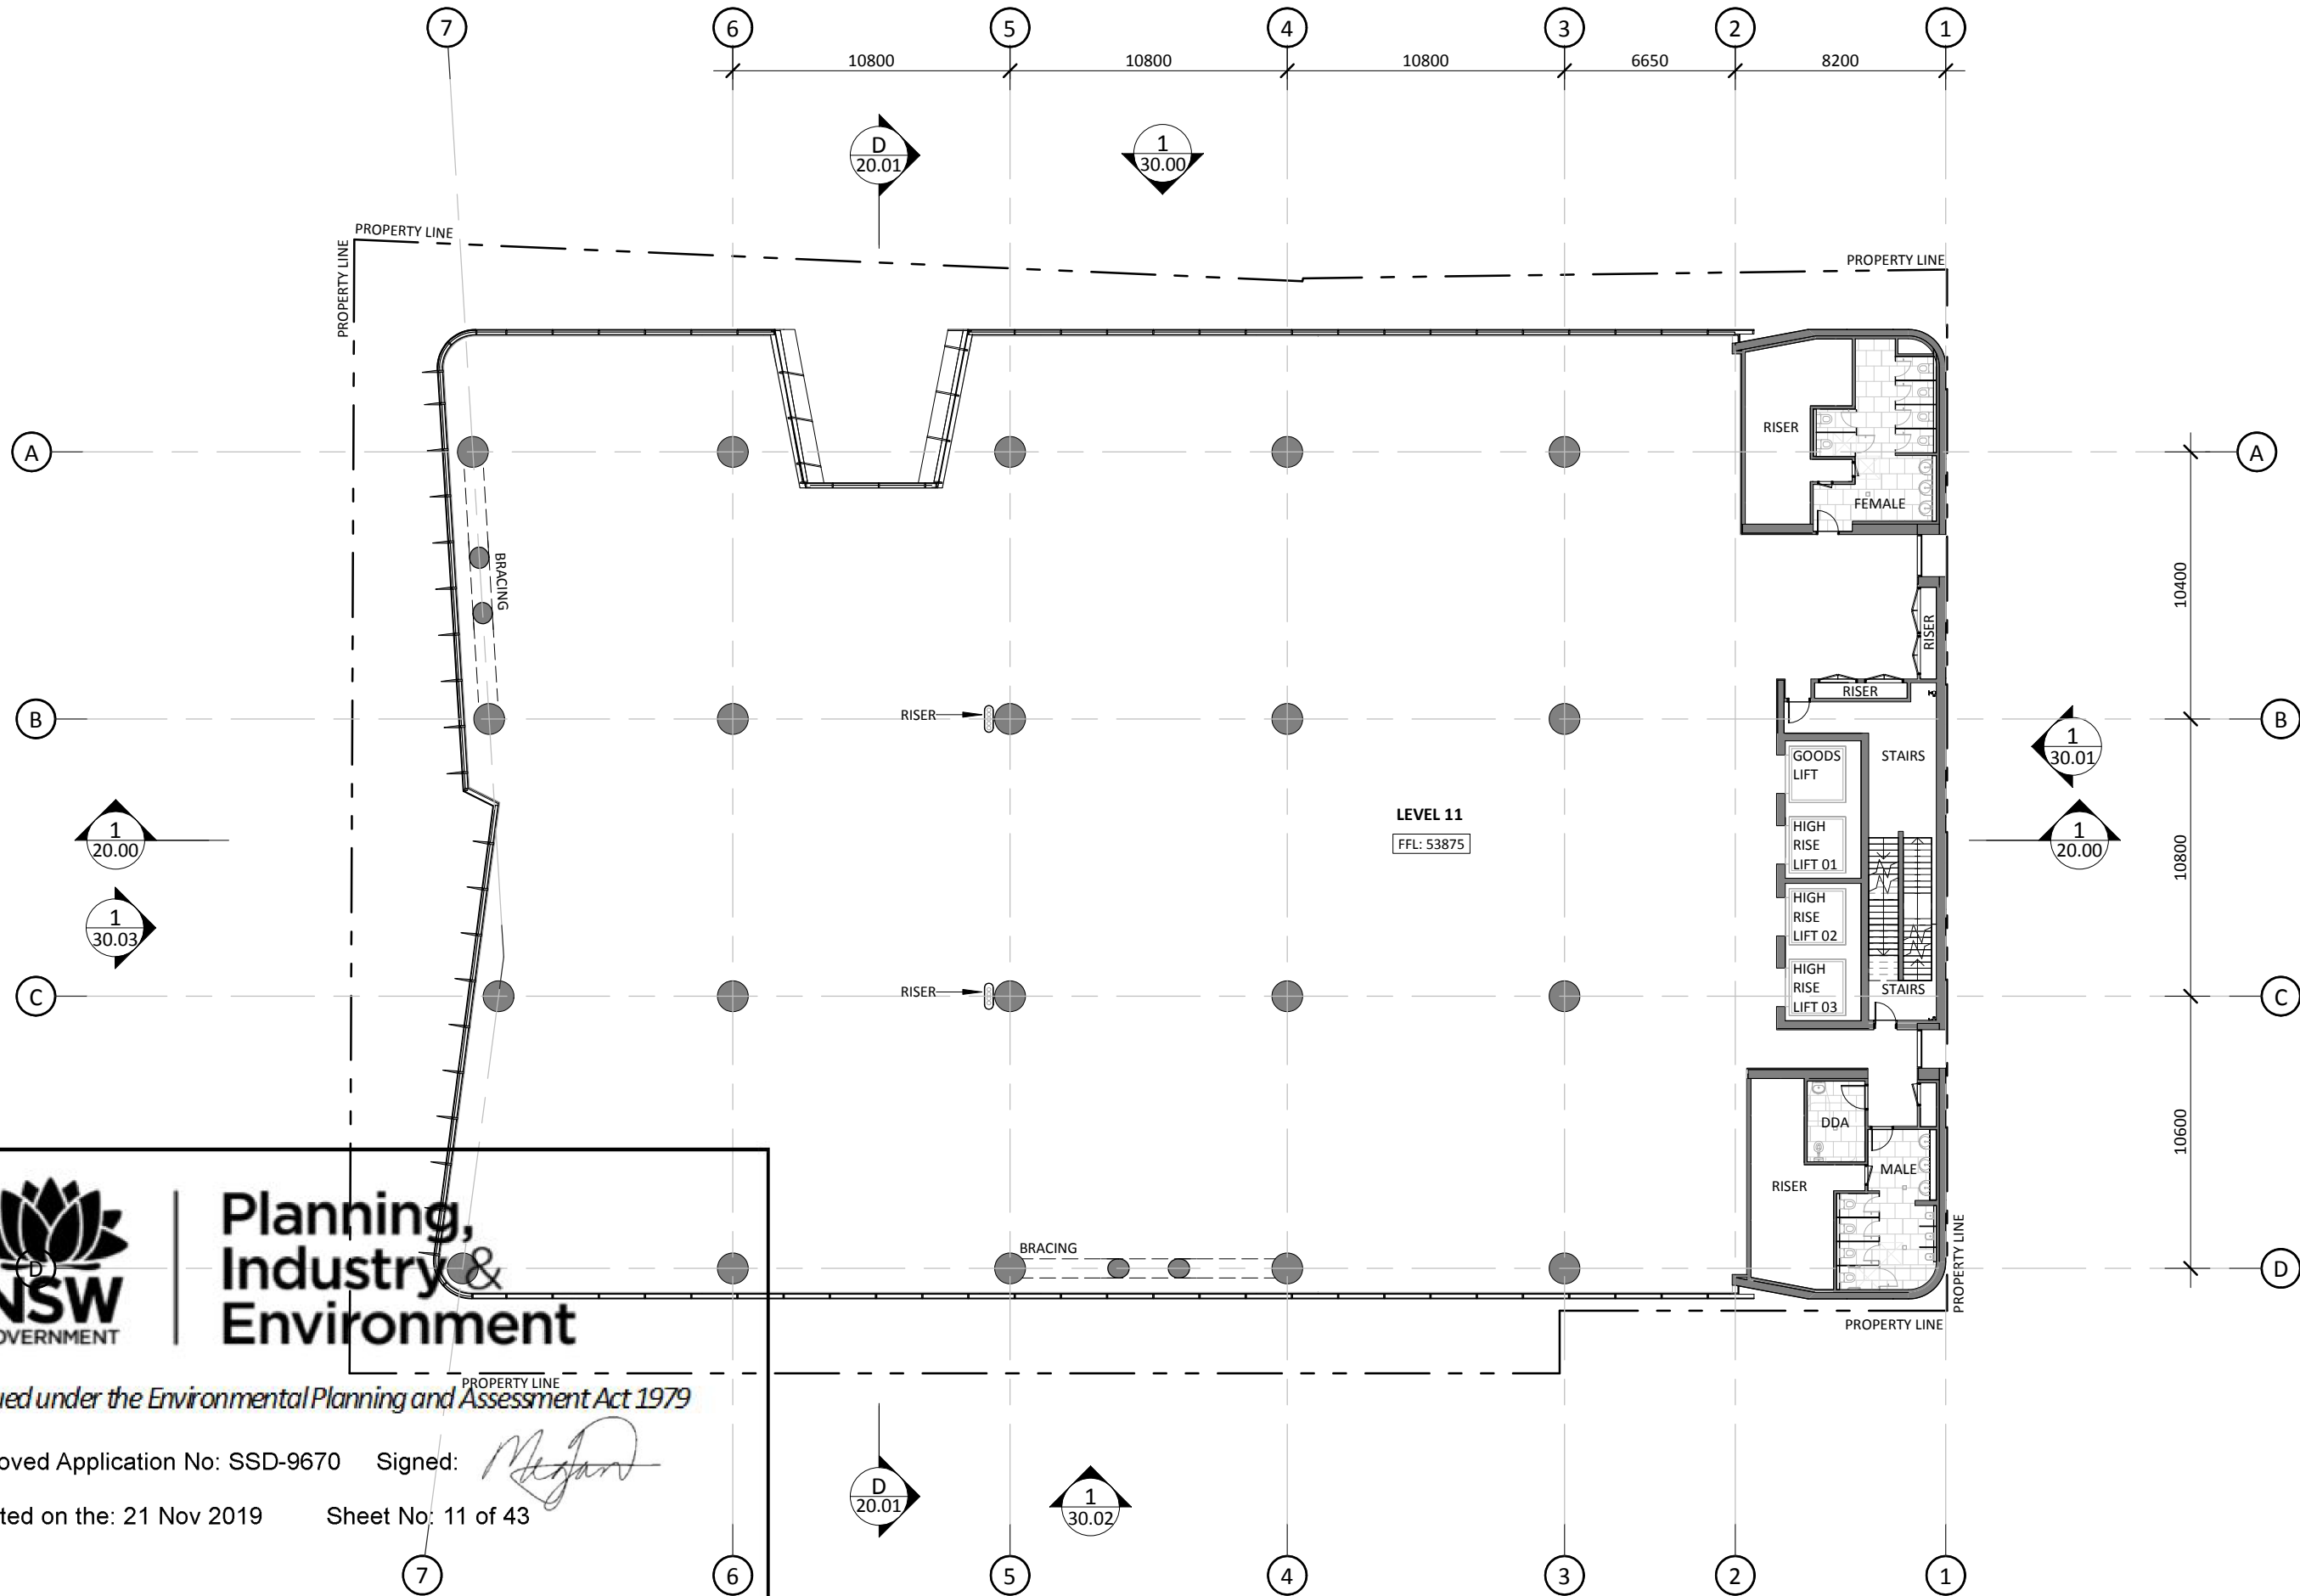 7
6
5
4
3
2
1
10800
10800
10800
6650
8200
D
20.01
1
30.00
PROPERTY LINE
PROPERTY LINE
PROPERTY LINE
A
A
RISER
FEMALE
BRACING
10400
RISER
RISER
B
RISER
B
1
30.01
GOODS
LIFT
STAIRS
LEVEL 11
FFL: 53875
HIGH
RISE
LIFT 01
1
20.00
1
20.00
10800
1
30.03
HIGH
RISE
LIFT 02
HIGH
RISE
LIFT 03
STAIRS
C
RISER
C
DDA
MALE
RISER
10600
BRACING
D
D
PROPERTY LINE
PROPERTY LINE
PROPERTY LINE
NSW
Planning,
Industry &
Environment
under the Environmental Planning and Assessment Act 1979
Application No: SSD-9670 Signed:
on the: 21 Nov 2019 Sheet No: 11 of 43
D
20.01
1
30.02
7
6
5
4
3
2
1